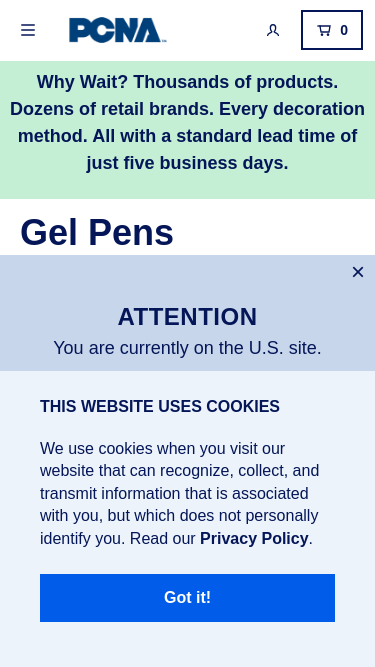 PCNA
0
Why Wait? Thousands of products.
Dozens of retail brands. Every decoration
method. All with a standard lead time of
just five business days.
Gel Pens
ATTENTION
You are currently on the U.S. site.
THIS WEBSITE USES COOKIES
We use cookies when you visit our
website that can recognize, collect, and
transmit information that is associated
with you, but which does not personally
identify you. Read our Privacy Policy.
Got it!